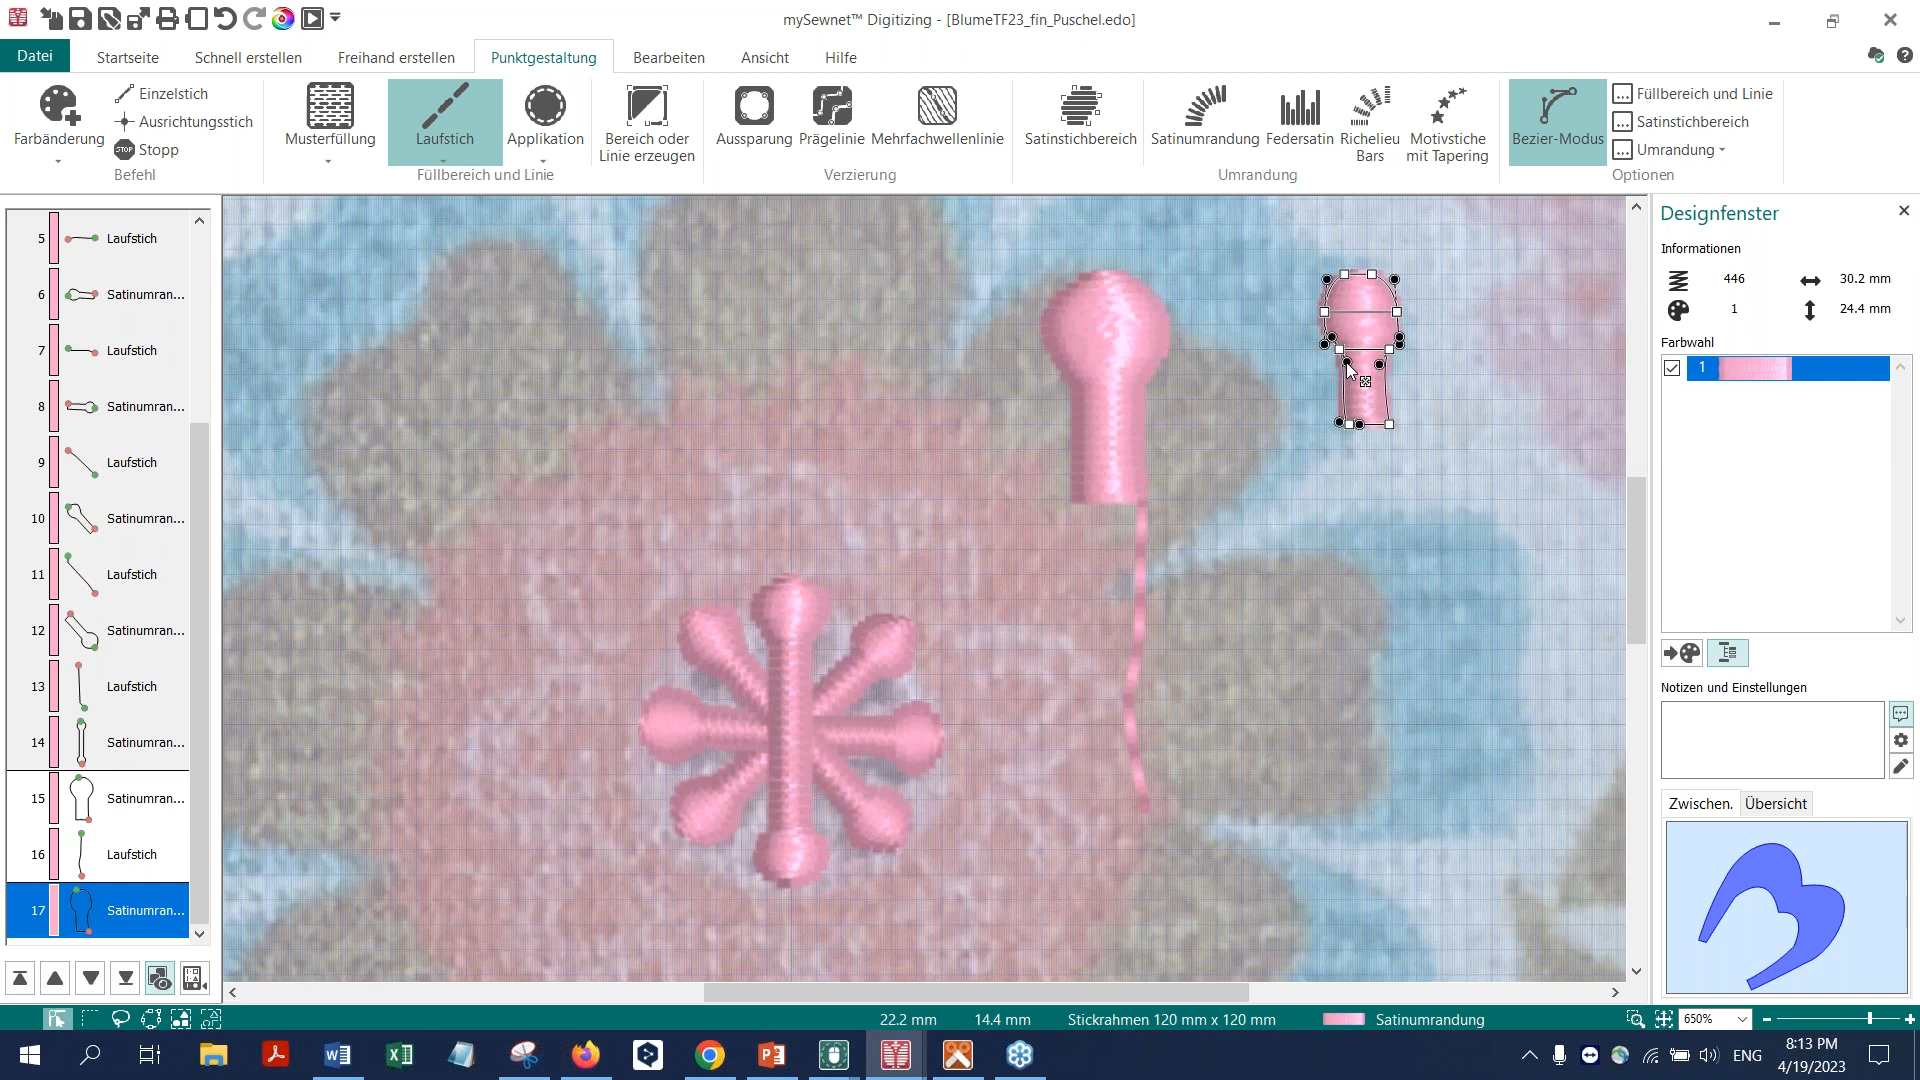 mySewnet™ Digitizing - [BlumeTF23_fin_Puschel.edo]
Datei Startseite Schnell erstellen Freihand erstellen Punktgestaltung Bearbeiten Ansicht Hilfe
Farbänderung
Einzelstich
Ausrichtungsstich
STOP Stopp
Befehl
Musterfüllung
Laufstich
Applikation
Bereich oder
Linie erzeugen
Füllbereich und Linie
Aussparung
Prägelinie
Mehrfachwellenlinie
Verzierung
Satinstichbereich
Satinumrandung
Federsatin
Richelieu
Bars
Motivstiche
mit Tapering
Umrandung
Bezier-Modus
Füllbereich und Linie
Satinstichbereich
Umrandung
Optionen
5 Laufstich
6 Satinumran...
7 Laufstich
8 Satinumran...
9 Laufstich
10 Satinumran...
11 Laufstich
12 Satinumran...
13 Laufstich
14 Satinumran...
15 Satinumran...
16 Laufstich
17 Satinumran...
Designfenster
Informationen
446 30.2 mm
1 24.4 mm
Farbwahl
1
Notizen und Einstellungen
Zwischen. Übersicht
22.2 mm 14.4 mm Stickrahmen 120 mm x 120 mm Satinumrandung 650%
ENG
8:13 PM
4/19/2023